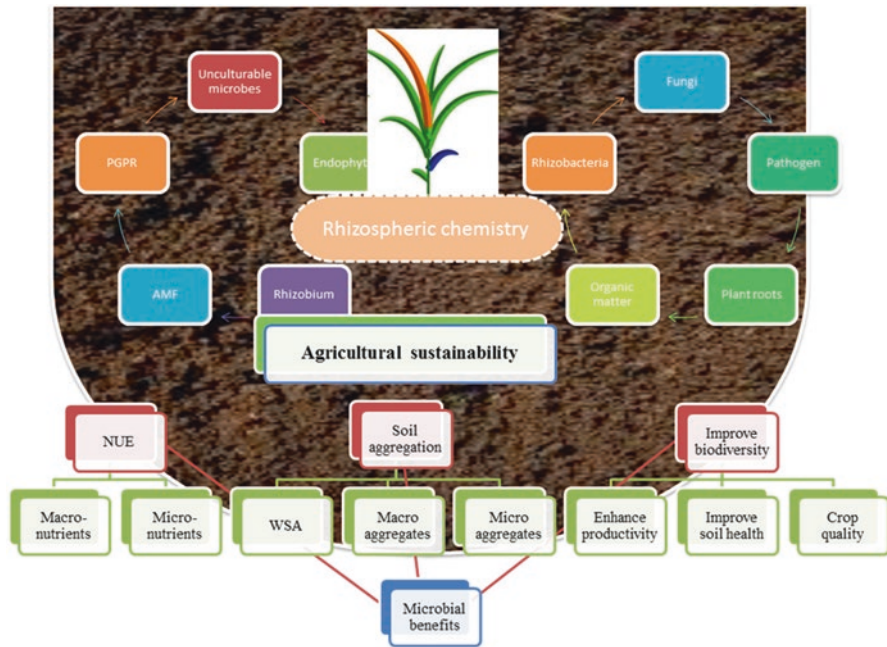 Unculturable
microbes
Fungi
PGPR
Endophyt
Rhizobacteria
Pathogen
Rhizospheric chemistry
AMF
Rhizobium
Organic
matter
Plant roots
Agricultural sustainability
NUE
Soil
aggregation
Improve
biodiversity
Macro-
nutrients
Micro-
nutrients
WSA
Macro
aggregates
Micro
aggregates
Enhance
productivity
Improve
soil health
Crop
quality
Microbial
benefits